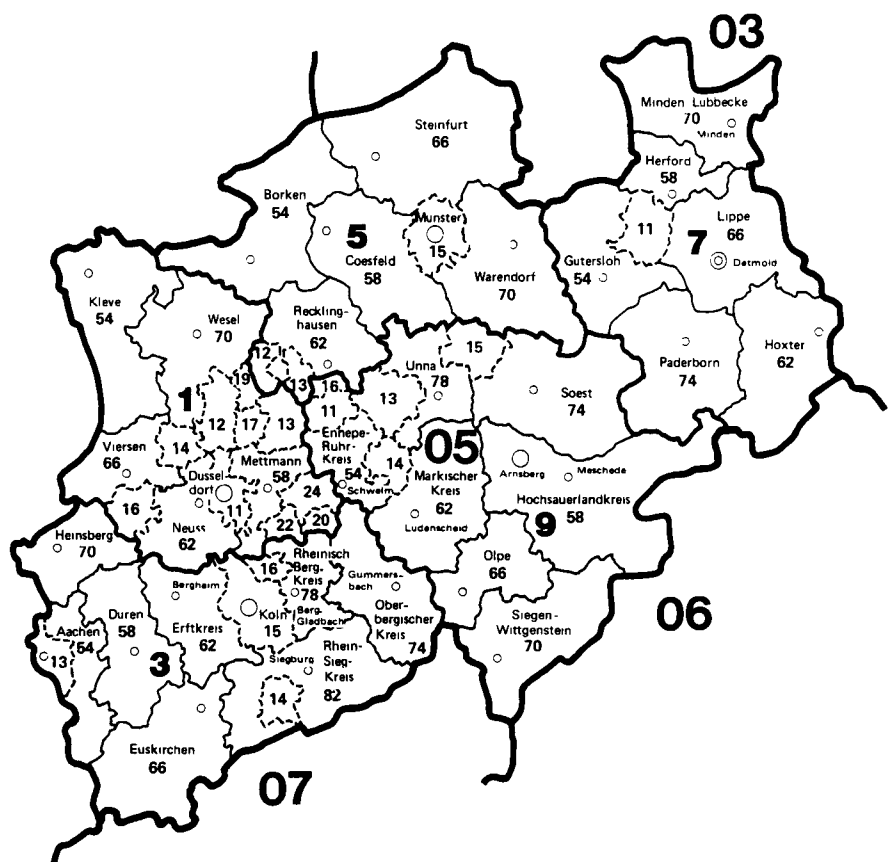 03
Minden Lubbecke
70
Minden
Steinfurt
66
Herford
58
Borken
54
Munster
15
5
Coesfeld
58
Warendorf
70
11
7
Lippe
66
Detmold
Gutersloh
54
Kleve
54
Wesel
70
Reckling-
hausen
62
Paderborn
74
Hoxter
62
12
13
19
16
11
13
Unna
78
15
Soest
74
1
12
17
13
14
Viersen
66
Enhepe-
Ruhr-
Kreis
54
Schwelm
14
05
Markischer
Kreis
62
Ludenscheid
Arnsberg
Meschede
Hochsauerlandkreis
58
9
Mettmann
58
Dussel
dorf
11
24
22
20
16
Neuss
62
Heinsberg
70
Olpe
66
Siegen-
Wittgenstein
70
06
Bergheim
16
Rheinisch
Berg.
Kreis
78
Berg.
Gladbach
Gummers-
bach
Ober-
bergischer
Kreis
74
Duren
58
Aachen
54
13
3
Erftkreis
62
Koln
15
Siegburg
Rhein-
Sieg-
Kreis
82
14
Euskirchen
66
07